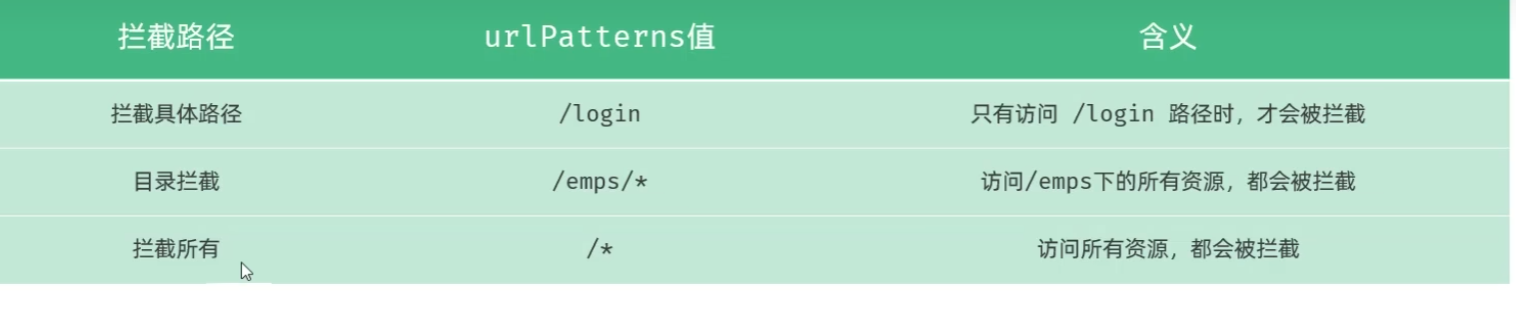 拦截路径 urlPatterns值 含义
拦截具体路径 /login 只有访问 /login 路径时，才会被拦截
目录拦截 /emps/* 访问/emps下的所有资源，都会被拦截
拦截所有 /* 访问所有资源，都会被拦截